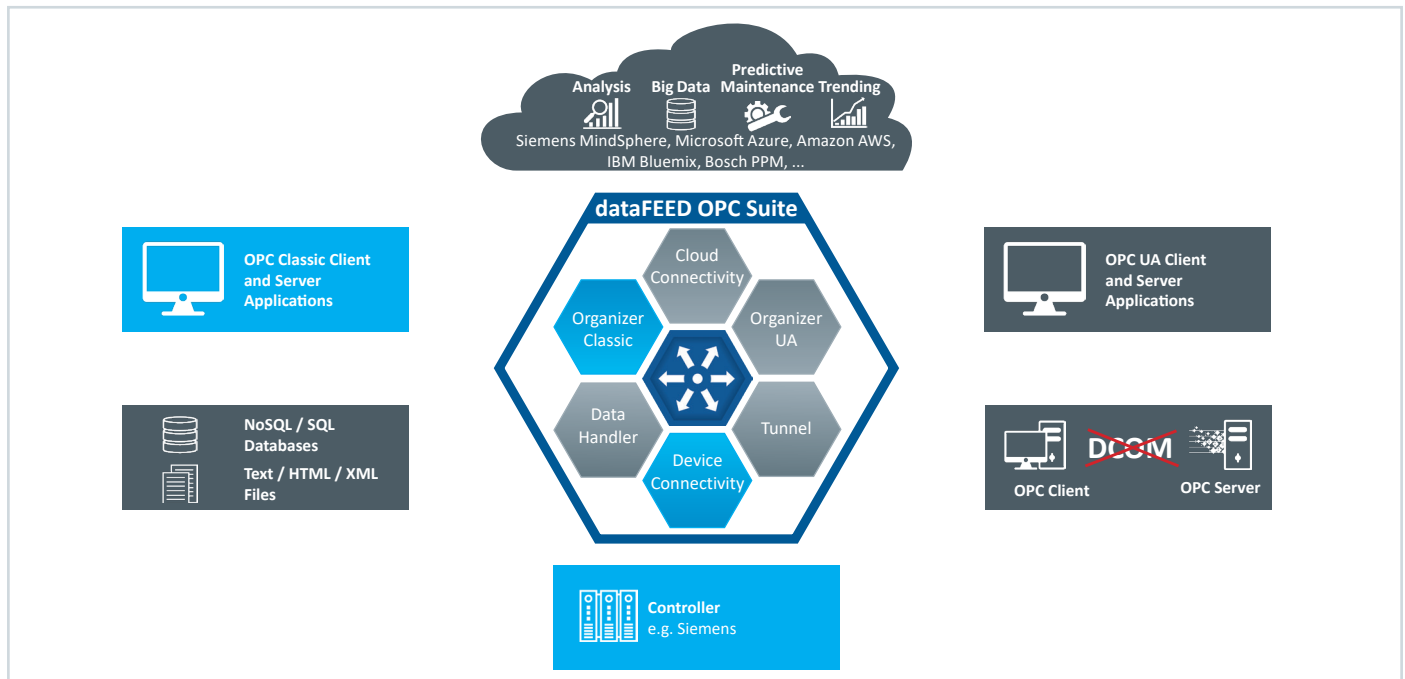 Analysis
Big Data
Predictive
Maintenance
Trending
Siemens MindSphere, Microsoft Azure, Amazon AWS,
IBM Bluemix, Bosch PPM, ...
dataFEED OPC Suite
Cloud
Connectivity
Organizer
Classic
Organizer
UA
Data
Handler
Tunnel
Device
Connectivity
OPC Classic Client
and Server
Applications
OPC UA Client
and Server
Applications
NoSQL / SQL
Databases
Text / HTML / XML
Files
DCOM
OPC Client
OPC Server
Controller
e.g. Siemens